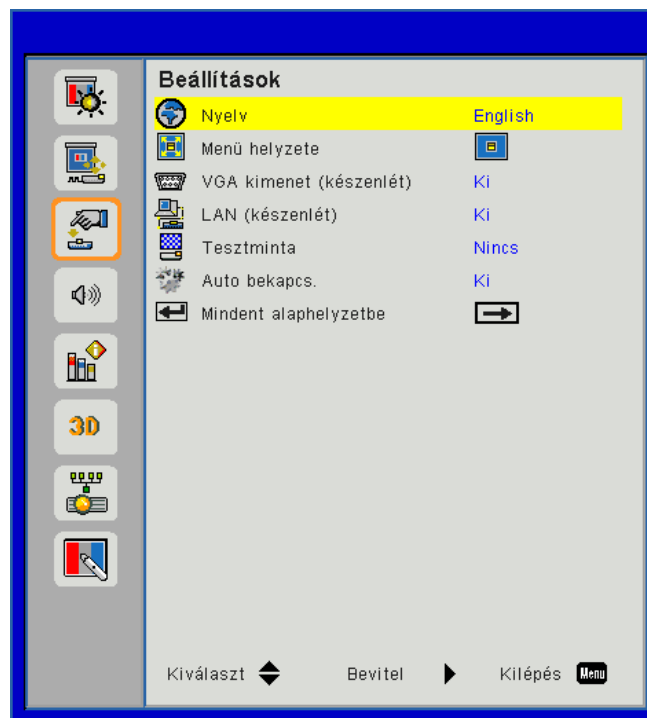 Beállítások
Nyelv English
Menü helyzete
VGA kimenet (készenlét) Ki
LAN (készenlét) Ki
Tesztminta Nincs
Auto bekapcs. Ki
Mindent alaphelyzetbe
3D
Kiválaszt Bevitel Kilépés Menu